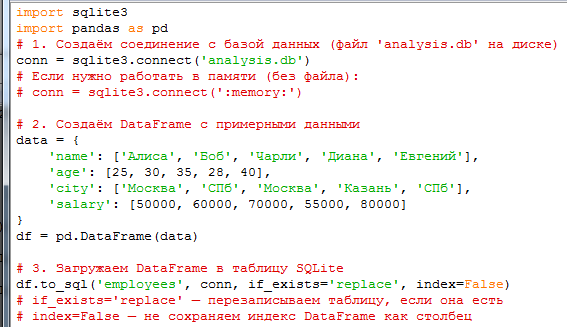 import sqlite3
import pandas as pd
# 1. Создаём соединение с базой данных (файл 'analysis.db' на диске)
conn = sqlite3.connect('analysis.db')
# Если нужно работать в памяти (без файла):
# conn = sqlite3.connect(':memory:')

# 2. Создаём DataFrame с примерными данными
data = {
    'name': ['Алиса', 'Боб', 'Чарли', 'Диана', 'Евгений'],
    'age': [25, 30, 35, 28, 40],
    'city': ['Москва', 'СПб', 'Москва', 'Казань', 'СПб'],
    'salary': [50000, 60000, 70000, 55000, 80000]
}
df = pd.DataFrame(data)

# 3. Загружаем DataFrame в таблицу SQLite
df.to_sql('employees', conn, if_exists='replace', index=False)
# if_exists='replace' — перезаписываем таблицу, если она есть
# index=False — не сохраняем индекс DataFrame как столбец